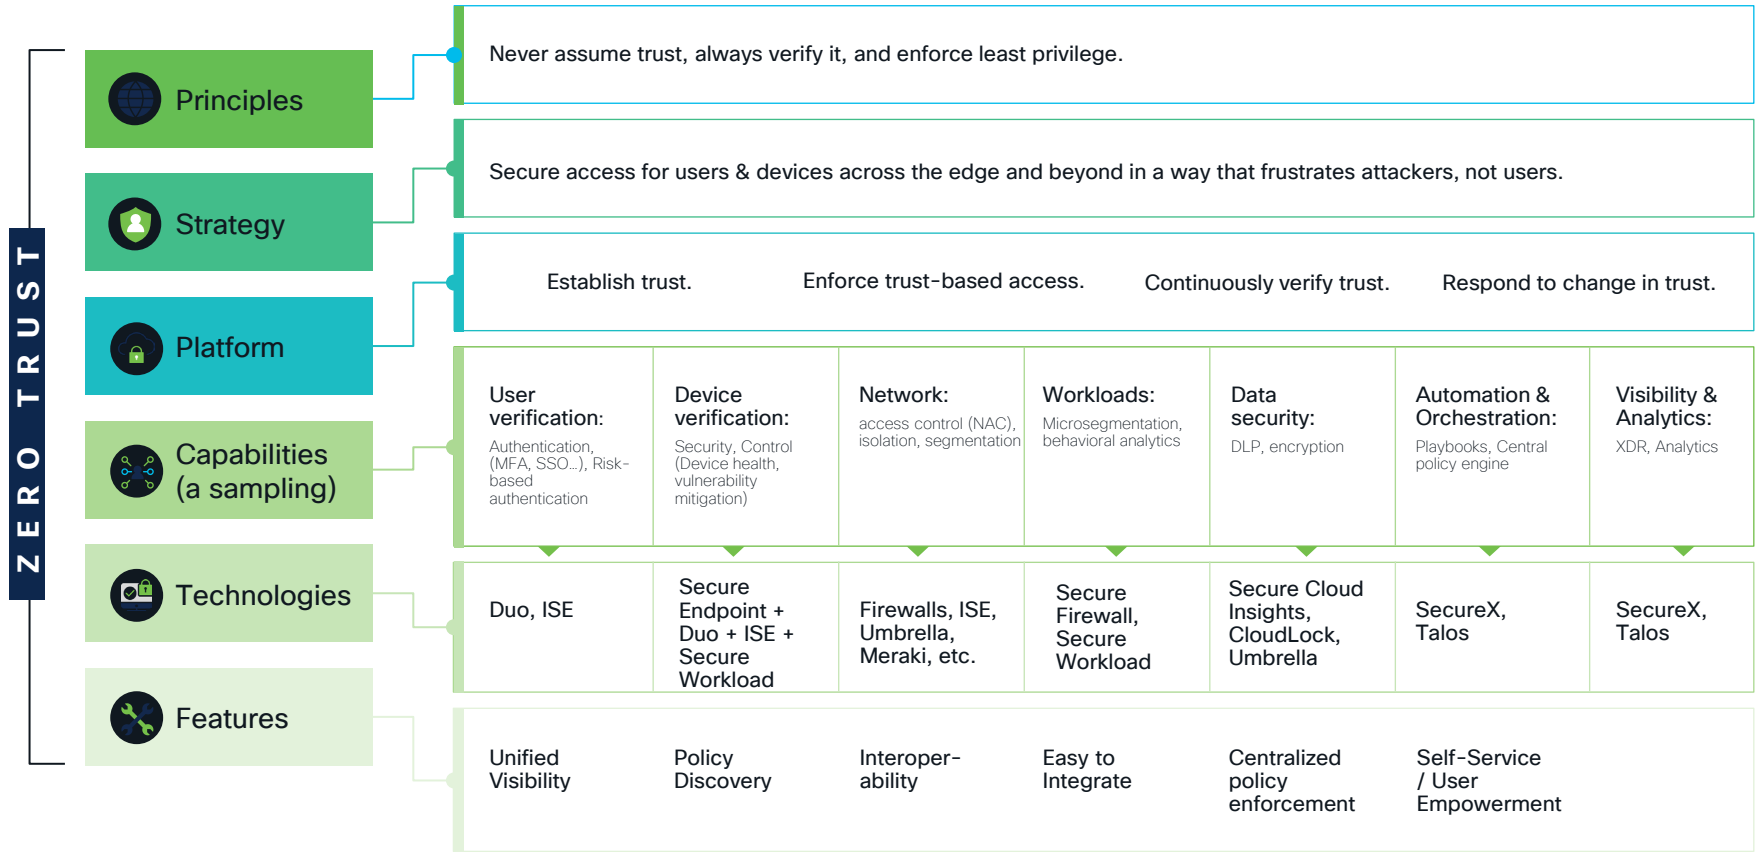 ZERO TRUST
Principles
Never assume trust, always verify it, and enforce least privilege.
Strategy
Secure access for users & devices across the edge and beyond in a way that frustrates attackers, not users.
Platform
Establish trust.
Enforce trust-based access.
Continuously verify trust.
Respond to change in trust.
Capabilities
(a sampling)
User
verification:
Authentication,
(MFA, SSO...), Risk-
based
authentication
Device
verification:
Security, Control
(Device health,
vulnerability
mitigation)
Network:
access control (NAC),
isolation, segmentation
Workloads:
Microsegmentation,
behavioral analytics
Data
security:
DLP, encryption
Automation &
Orchestration:
Playbooks, Central
policy engine
Visibility &
Analytics:
XDR, Analytics
Technologies
Duo, ISE
Secure
Endpoint +
Duo + ISE +
Secure
Workload
Firewalls, ISE,
Umbrella,
Meraki, etc.
Secure
Firewall,
Secure
Workload
Secure Cloud
Insights,
CloudLock,
Umbrella
SecureX,
Talos
SecureX,
Talos
Features
Unified
Visibility
Policy
Discovery
Interoper-
ability
Easy to
Integrate
Centralized
policy
enforcement
Self-Service
/ User
Empowerment